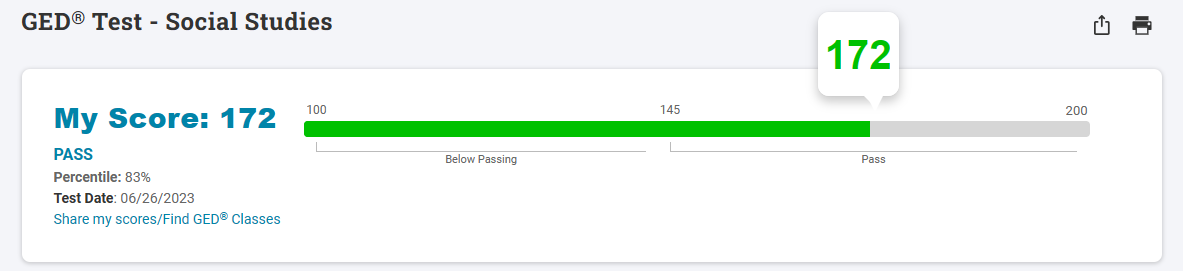 GED® Test - Social Studies
172
My Score: 172
PASS
Percentile: 83%
Test Date: 06/26/2023
Share my scores/Find GED® Classes
100
145
200
Below Passing
Pass